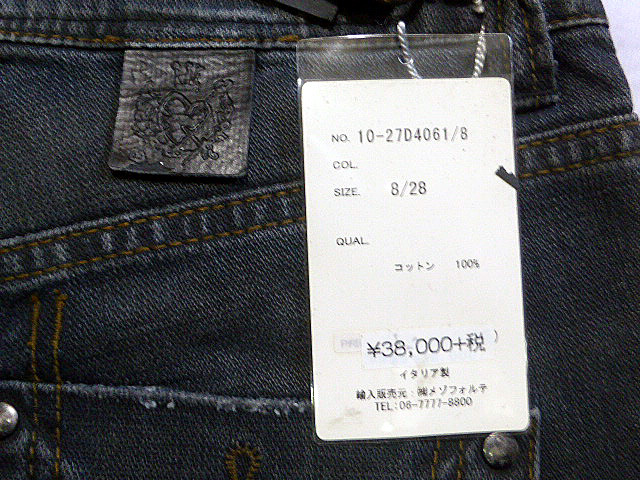 NO. 10-27D4061/8
COL.
SIZE. 8/28
QUAL.
コットン 100%
¥38,000+税 )
イタリア製
輸入販売元:㈱メゾフォルテ
TEL:06-7777-8800